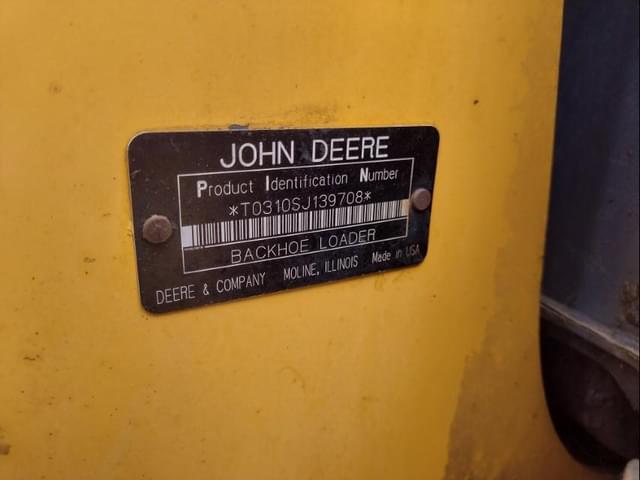 JOHN DEERE
Product Identification Number
*T0310SJ139708*
BACKHOE LOADER
DEERE & COMPANY MOLINE, ILLINOIS Made in USA